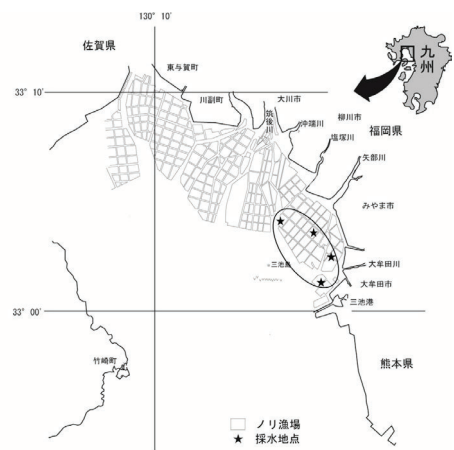 130° 10′
佐賀県
九州
東与賀町
33° 10′
川副町
大川市
筑後川
沖端川
柳川市
塩塚川
福岡県
矢部川
みやま市
三池島
大牟田川
大牟田市
33° 00′
三池港
竹崎町
熊本県
ノリ漁場
★ 採水地点